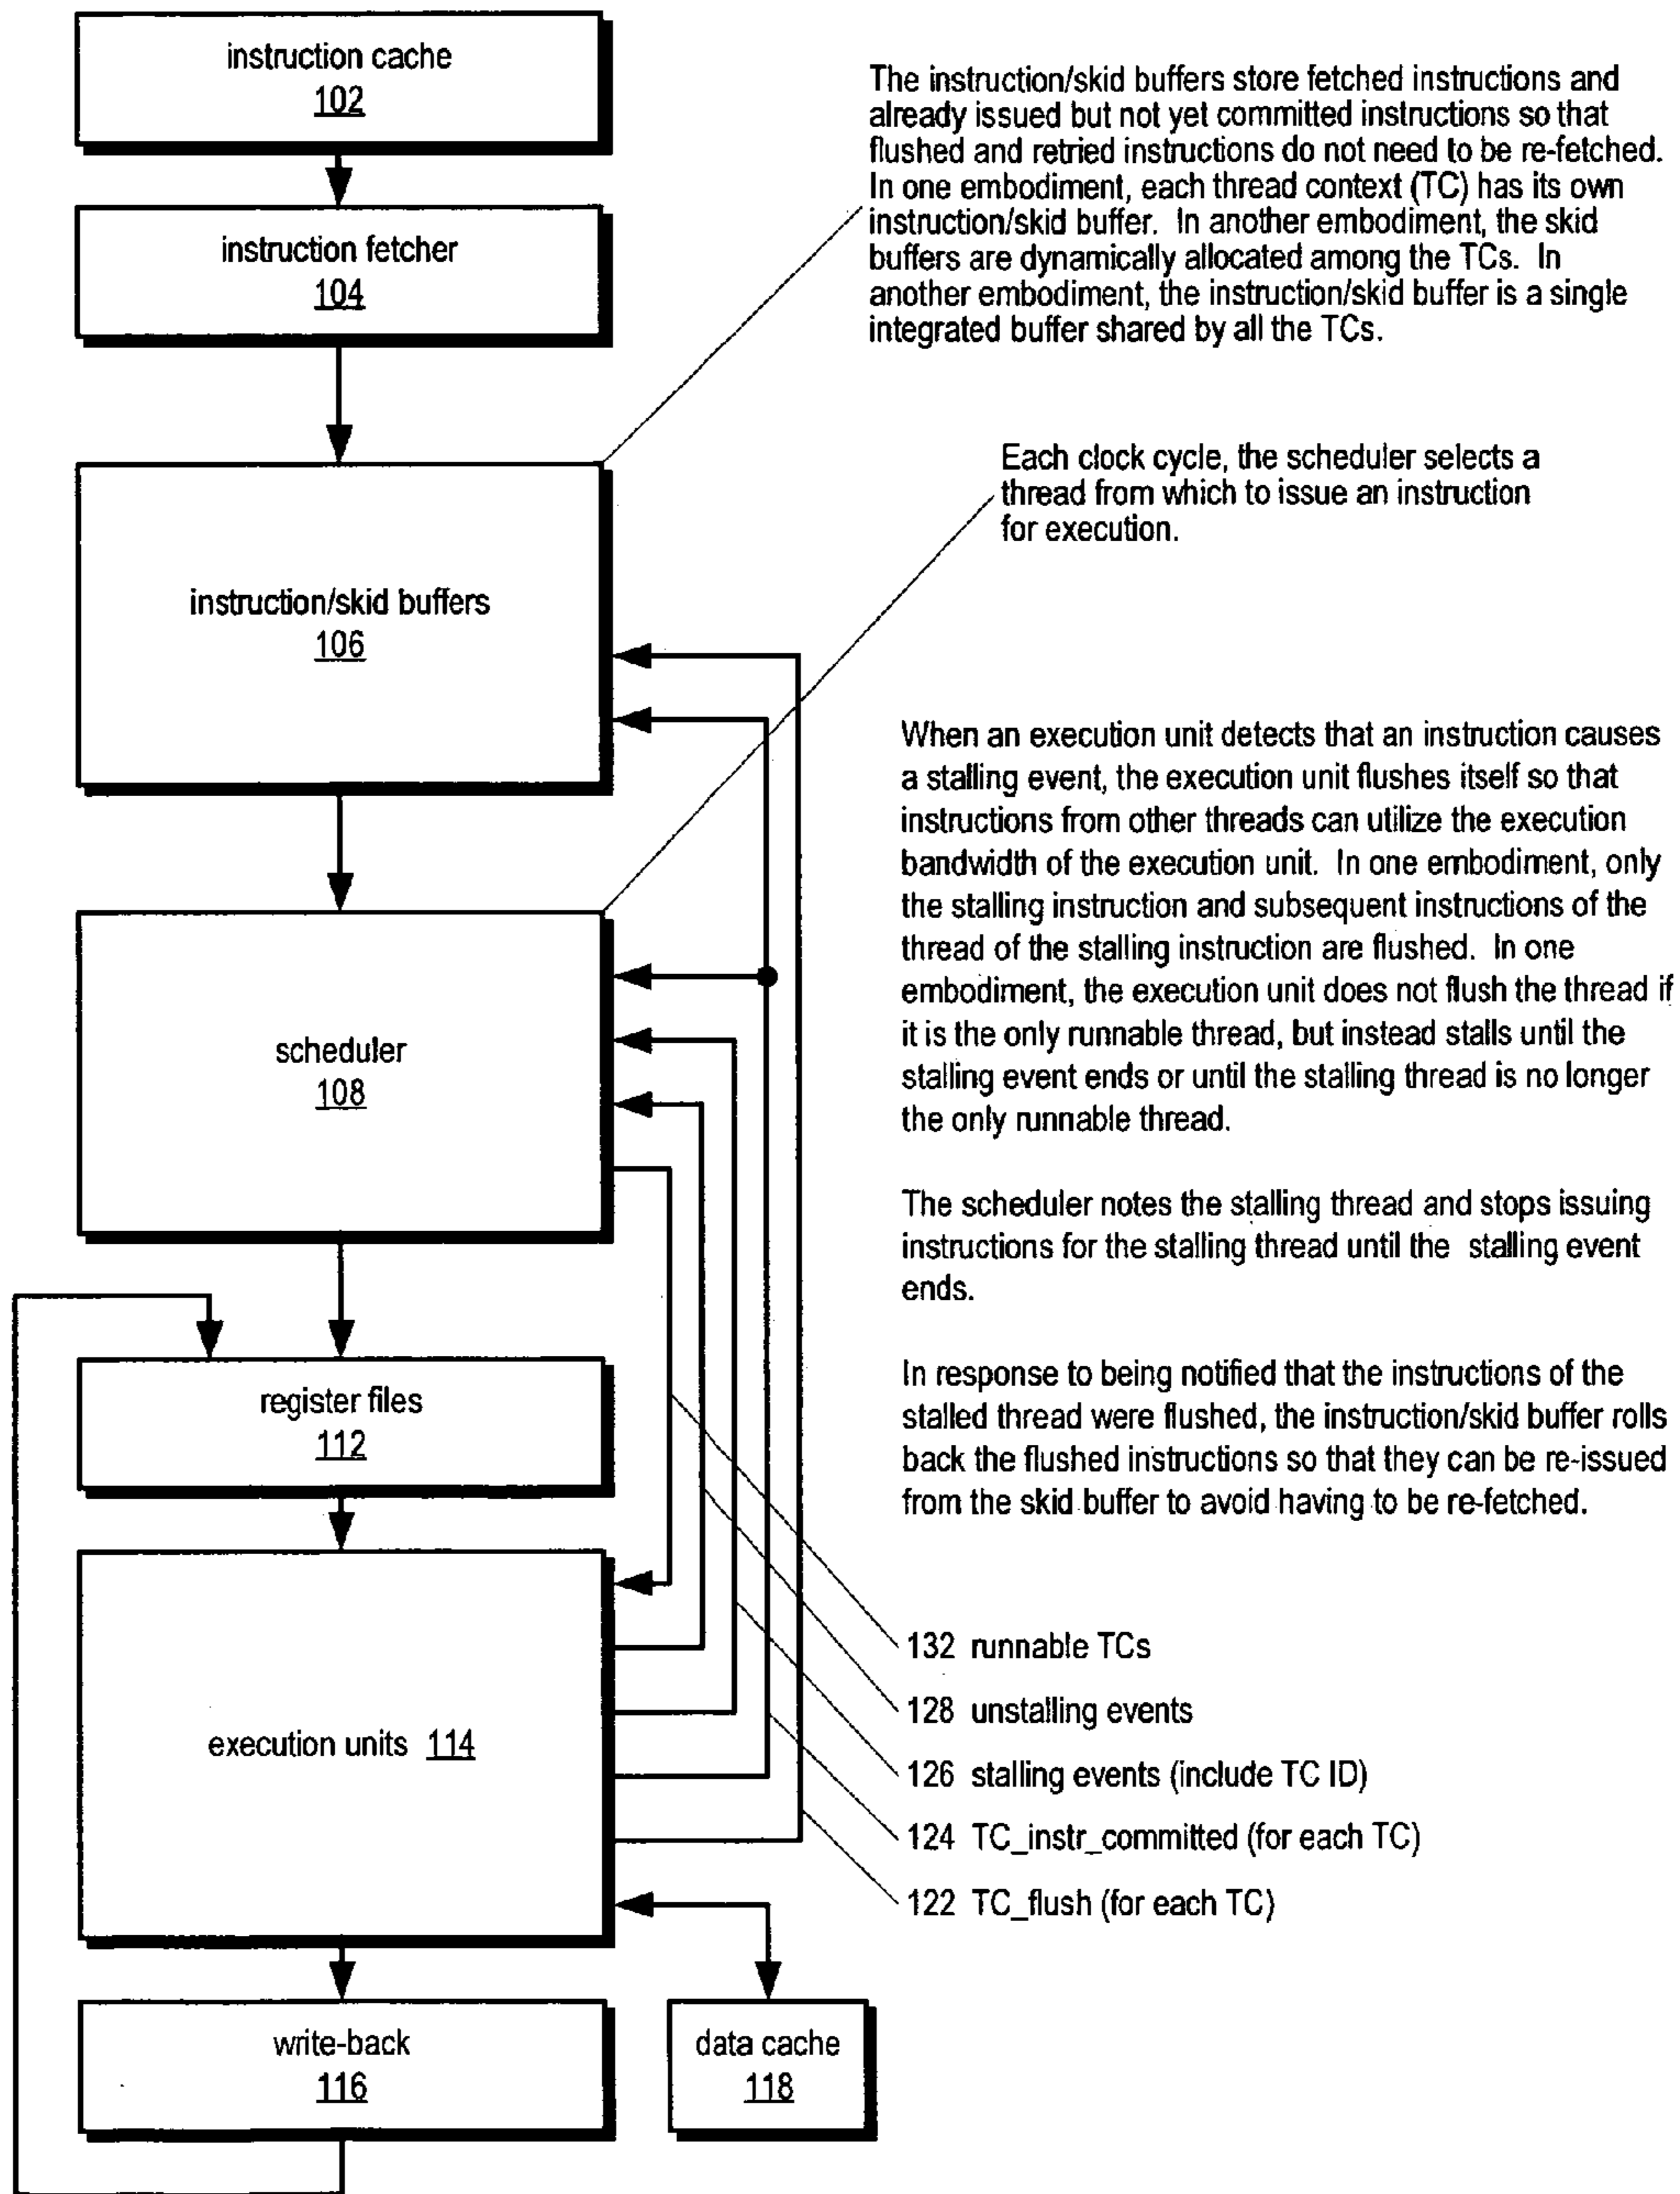 instruction cache
102
instruction fetcher
104
The instruction/skid buffers store fetched instructions and
already issued but not yet committed instructions so that
flushed and retried instructions do not need to be re-fetched.
In one embodiment, each thread context (TC) has its own
instruction/skid buffer. In another embodiment, the skid
buffers are dynamically allocated among the TCs. In
another embodiment, the instruction/skid buffer is a single
integrated buffer shared by all the TCs.
Each clock cycle, the scheduler selects a
thread from which to issue an instruction
for execution.
instruction/skid buffers
106
When an execution unit detects that an instruction causes
a stalling event, the execution unit flushes itself so that
instructions from other threads can utilize the execution
bandwidth of the execution unit. In one embodiment, only
the stalling instruction and subsequent instructions of the
thread of the stalling instruction are flushed. In one
embodiment, the execution unit does not flush the thread if
it is the only runnable thread, but instead stalls until the
stalling event ends or until the stalling thread is no longer
the only runnable thread.
scheduler
108
The scheduler notes the stalling thread and stops issuing
instructions for the stalling thread until the stalling event
ends.
In response to being notified that the instructions of the
stalled thread were flushed, the instruction/skid buffer rolls
back the flushed instructions so that they can be re-issued
from the skid buffer to avoid having to be re-fetched.
register files
112
execution units 114
132 runnable TCs
128 unstalling events
126 stalling events (include TC ID)
124 TC_instr_committed (for each TC)
122 TC_flush (for each TC)
write-back
116
data cache
118